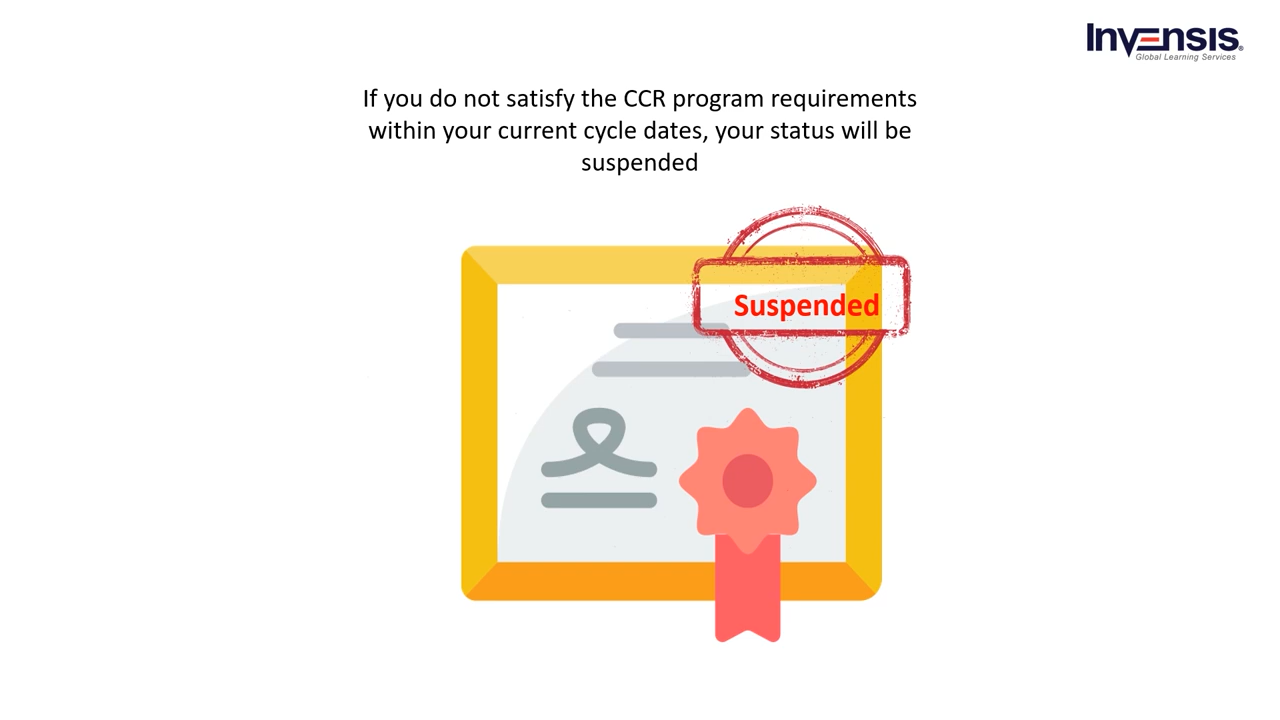 Invensis®
Global Learning Services
If you do not satisfy the CCR program requirements
within your current cycle dates, your status will be
suspended
Suspended